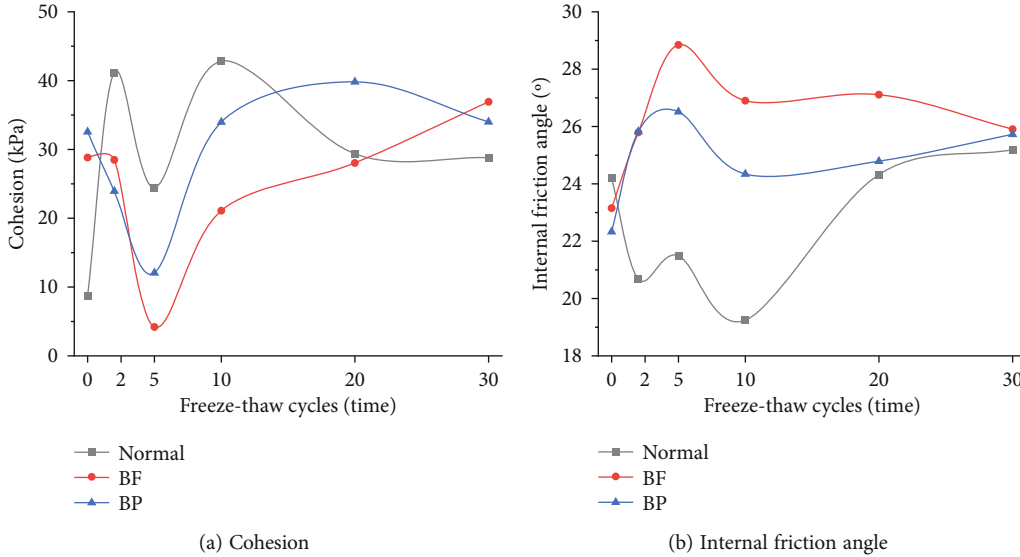 50
40
30
20
10
0
Cohesion (kPa)
0 2 5 10 20 30
Freeze-thaw cycles (time)
Normal
BF
BP
(a) Cohesion
30
28
26
24
22
20
18
Internal friction angle (°)
0 2 5 10 20 30
Freeze-thaw cycles (time)
Normal
BF
BP
(b) Internal friction angle